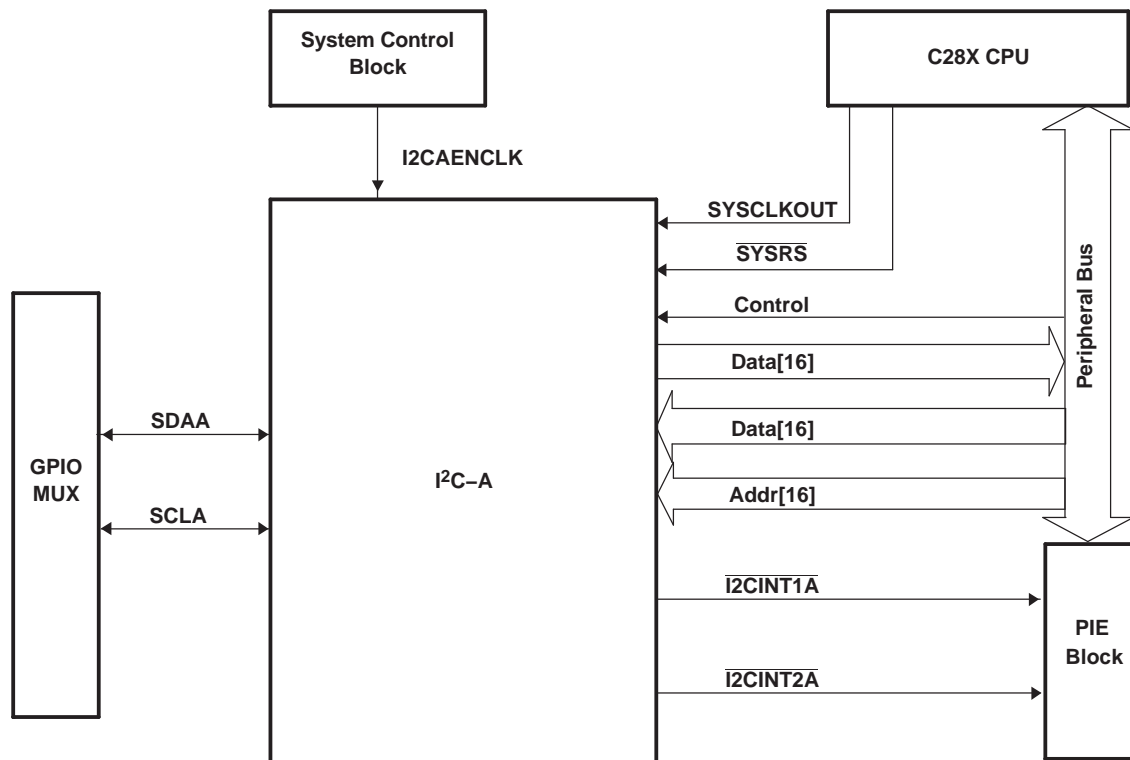 System Control
Block
C28X CPU
I2CAENCLK
SYSCLKOUT
SYSRS
Control
Data[16]
Peripheral Bus
SDAA
Data[16]
GPIO
MUX
I²C–A
Addr[16]
SCLA
I2CINT1A
PIE
Block
I2CINT2A